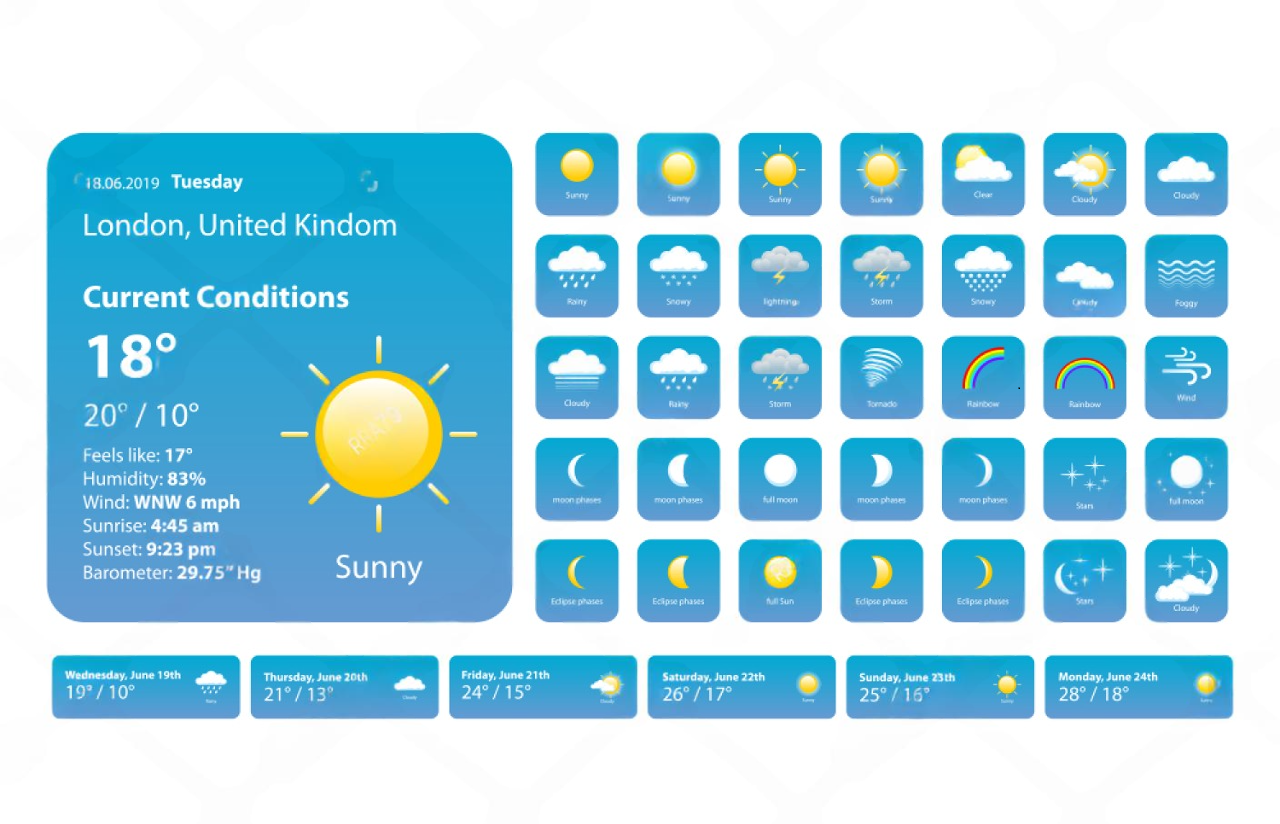 18.06.2019 Tuesday
London, United Kindom
Current Conditions
18°
20° / 10°
Feels like: 17°
Humidity: 83%
Wind: WNW 6 mph
Sunrise: 4:45 am
Sunset: 9:23 pm
Barometer: 29.75" Hg
Sunny
Sunny
Sunny
Sunny
Sunny
Clear
Cloudy
Cloudy
Rainy
Snowy
lightning
Storm
Snowy
Cloudy
Foggy
Cloudy
Rainy
Storm
Tornado
Rainbow
Rainbow
Wind
moon phases
moon phases
full moon
moon phases
moon phases
Stars
full moon
Eclipse phases
Eclipse phases
full Sun
Eclipse phases
Eclipse phases
Stars
Cloudy
Wednesday, June 19th
19° / 10°
Rainy
Thursday, June 20th
21° / 13°
Cloudy
Friday, June 21th
24° / 15°
Cloudy
Saturday, June 22th
26° / 17°
Sunny
Sunday, June 23th
25° / 16°
Sunny
Monday, June 24th
28° / 18°
Sunny